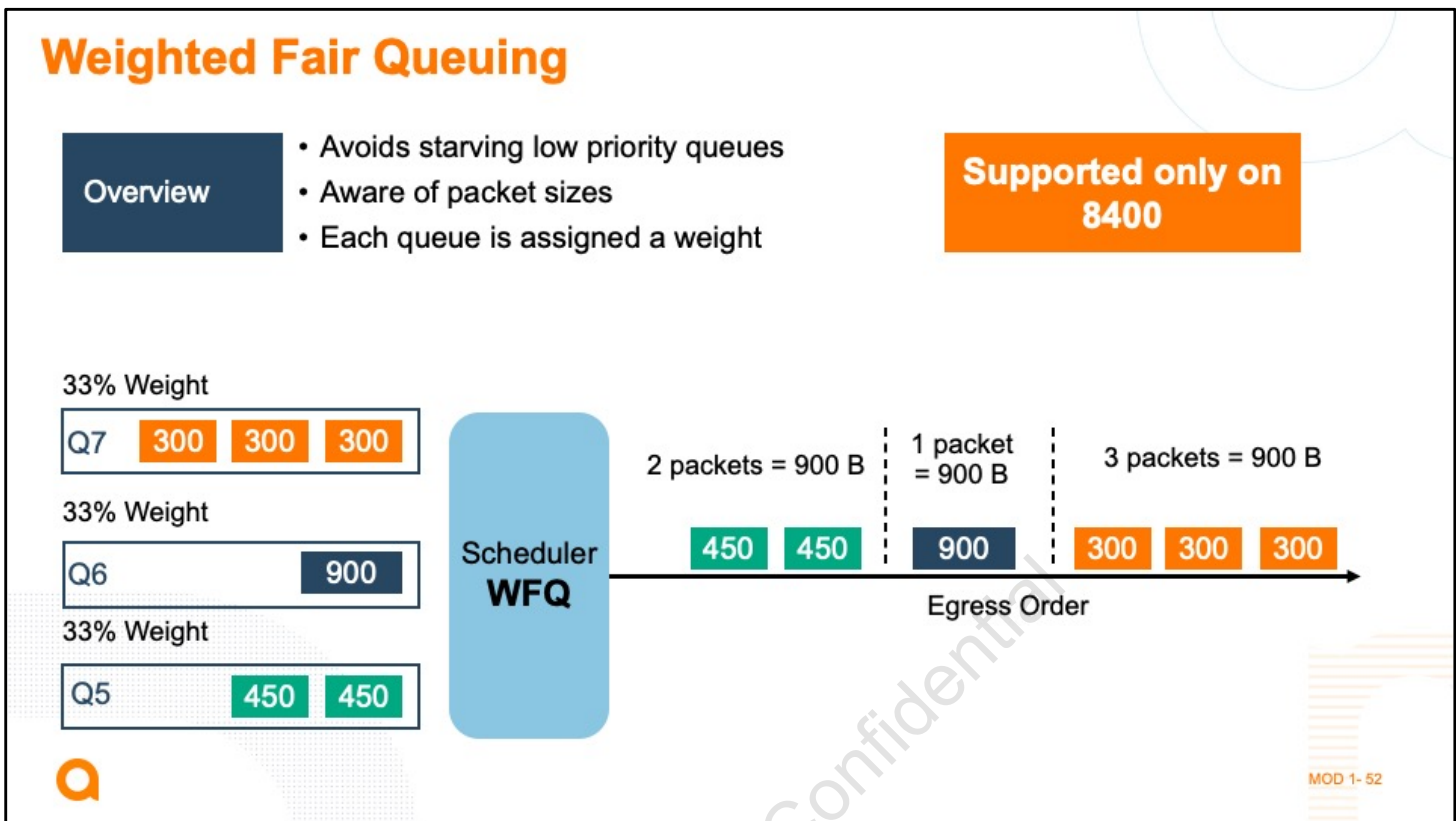 Weighted Fair Queuing
Overview
• Avoids starving low priority queues
• Aware of packet sizes
• Each queue is assigned a weight
Supported only on
8400
33% Weight
Q7 300 300 300
33% Weight
Q6 900
33% Weight
Q5 450 450
Scheduler
WFQ
2 packets = 900 B
1 packet
= 900 B
3 packets = 900 B
450 450 900 300 300 300
Egress Order
Confidential
MOD 1- 52